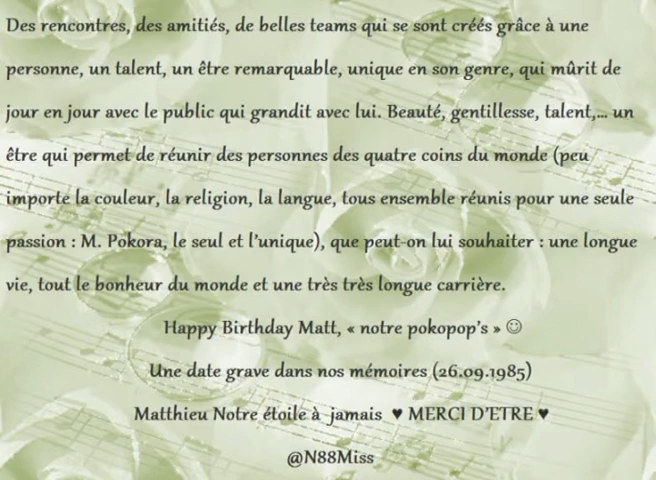 Des rencontres, des amitiés, de belles teams qui se sont créés grâce à une
personne, un talent, un être remarquable, unique en son genre, qui mûrit de
jour en jour avec le public qui grandit avec lui. Beauté, gentillesse, talent,... un
être qui permet de réunir des personnes des quatre coins du monde (peu
importe la couleur, la religion, la langue, tous ensemble réunis pour une seule
passion : M. Pokora, le seul et l'unique), que peut-on lui souhaiter : une longue
vie, tout le bonheur du monde et une très très longue carrière.
Happy Birthday Matt, « notre pokopop's » ☺
Une date grave dans nos mémoires (26.09.1985)
Matthieu Notre étoile à jamais ♥ MERCI D'ETRE ♥
@N88Miss